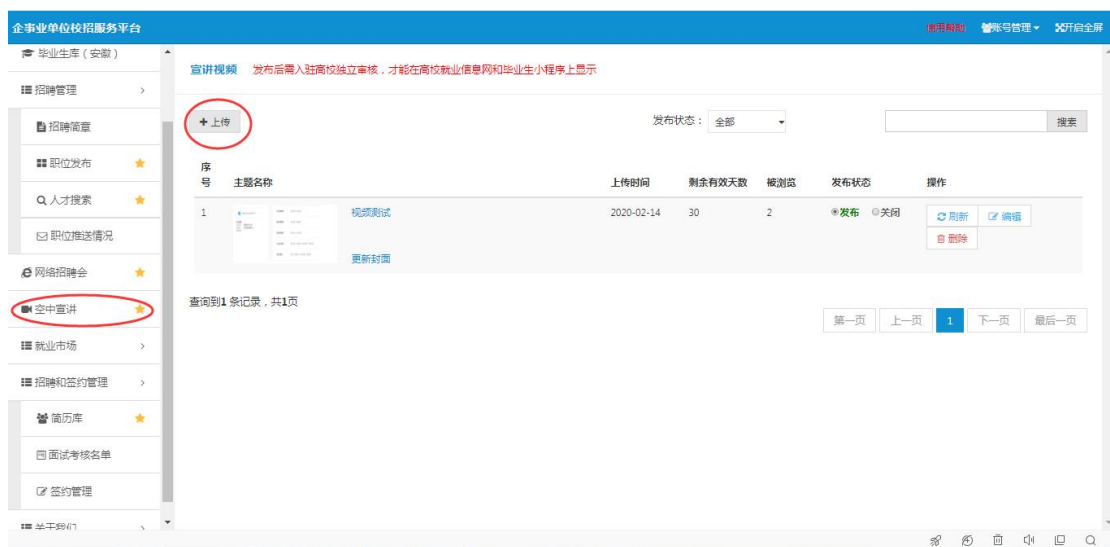 企事业单位校招服务平台
使用帮助 账号管理 开启全屏
毕业生库（安徽）
招聘管理
招聘简章
职位发布
人才搜索
职位推送情况
网络招聘会
空中宣讲
就业市场
招聘和签约管理
简历库
面试考核名单
签约管理
关于我们
宣讲视频 发布后需入驻高校独立审核，才能在高校就业信息网和毕业生小程序上显示
+上传 发布状态： 全部 搜索
序号 主题名称 上传时间 剩余有效天数 被浏览 发布状态 操作
1 视频测试 2020-02-14 30 2 发布 关闭 刷新 编辑
更新封面 删除
查询到1 条记录，共1页
第一页 上一页 1 下一页 最后一页